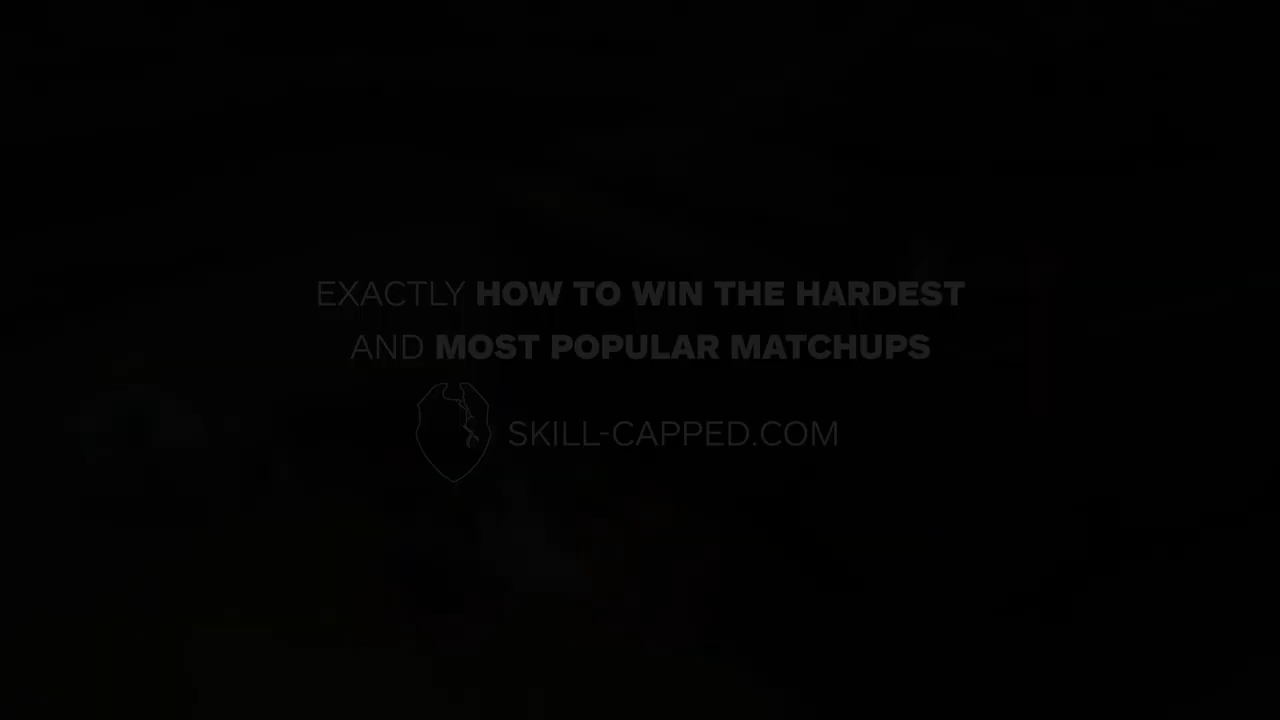 EXACTLY HOW TO WIN THE HARDEST
AND MOST POPULAR MATCHUPS
SKILL-CAPPED.COM